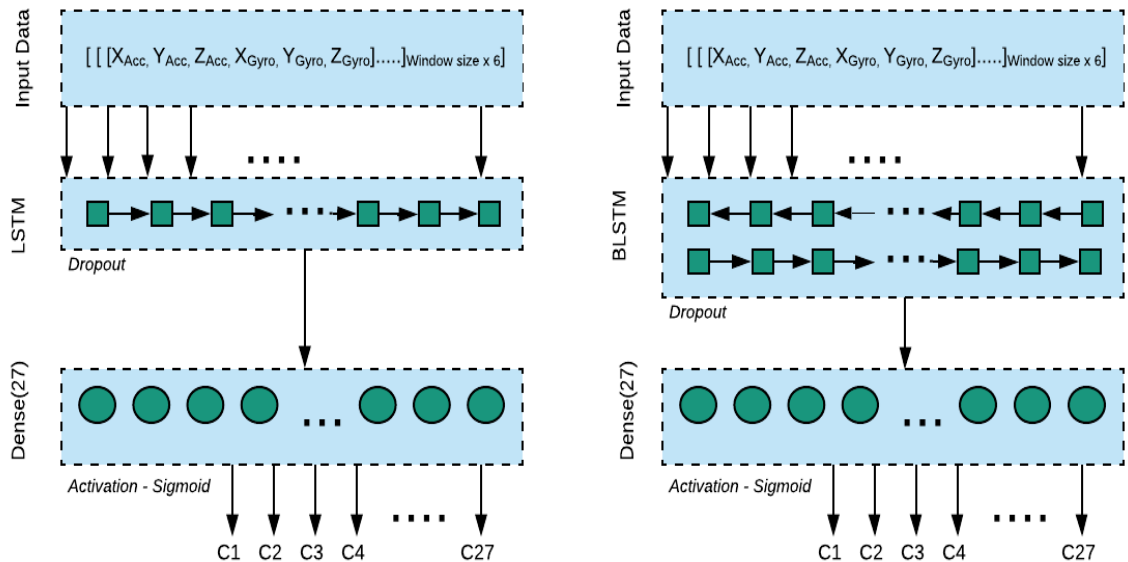 Input Data
[ [ [XAcc, YAcc, ZAcc, XGyro, YGyro, ZGyro].....]Window size x 6]
LSTM
Dropout
Dense(27)
Activation - Sigmoid
C1 C2 C3 C4 C27
Input Data
[ [ [XAcc, YAcc, ZAcc, XGyro, YGyro, ZGyro].....]Window size x 6]
BLSTM
Dropout
Dense(27)
Activation - Sigmoid
C1 C2 C3 C4 C27